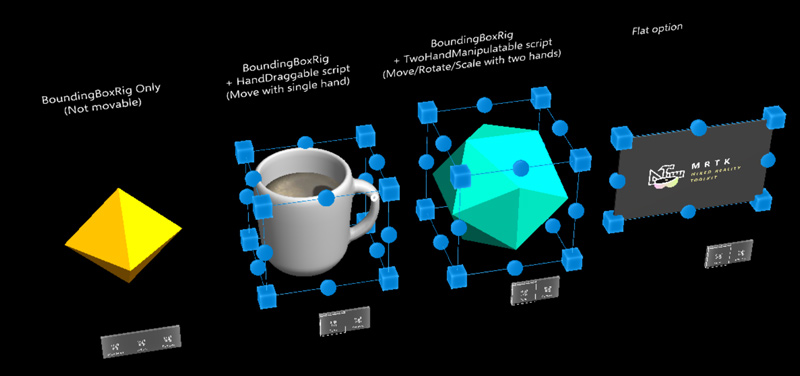 BoundingBoxRig Only
(Not movable)
BoundingBoxRig
+ HandDraggable script
(Move with single hand)
BoundingBoxRig
+ TwoHandManipulatable script
(Move/Rotate/Scale with two hands)
Flat option
MRTK
MIXED REALITY
TOOLKIT